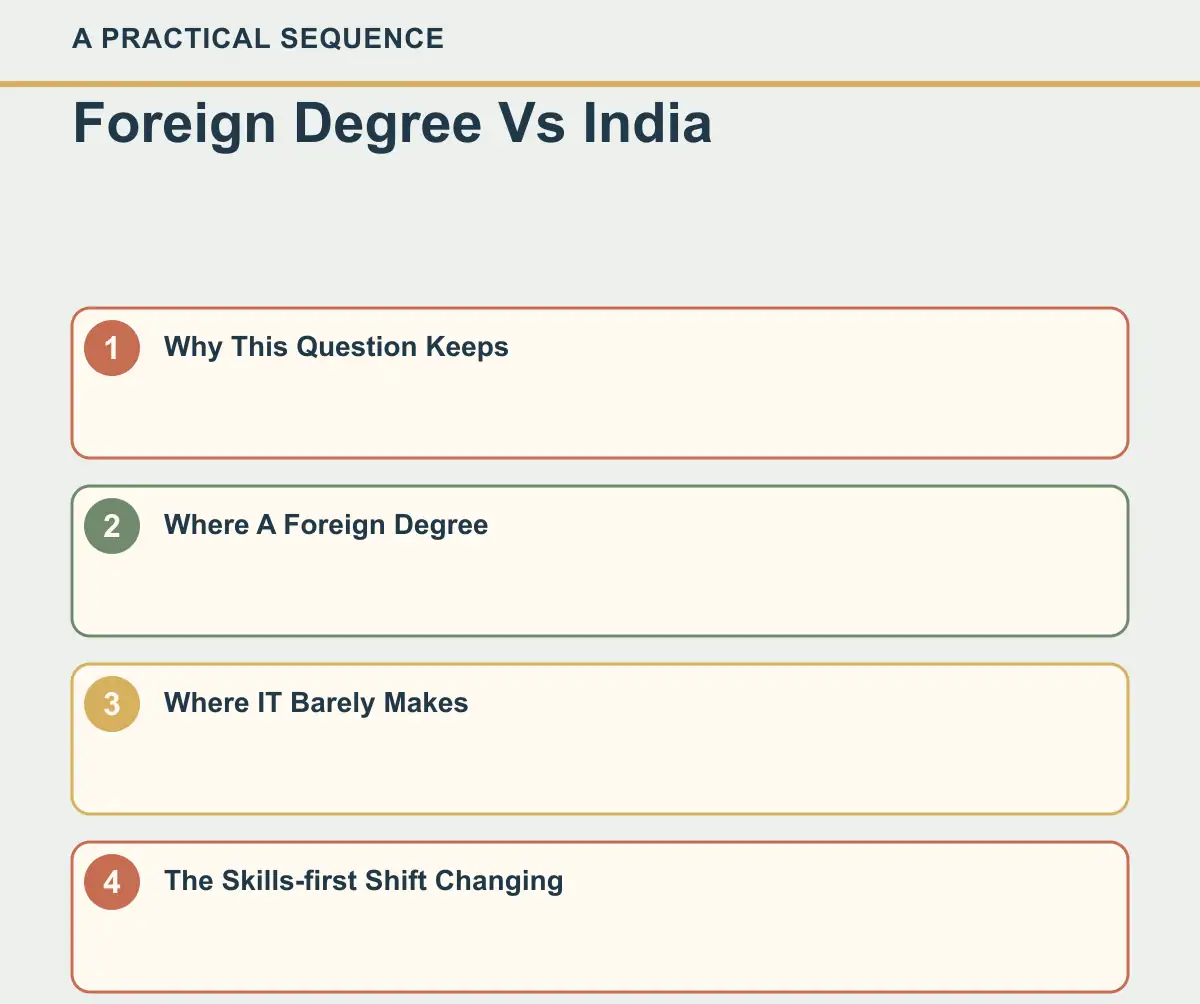 A PRACTICAL SEQUENCE
Foreign Degree Vs India
1 Why This Question Keeps
2 Where A Foreign Degree
3 Where IT Barely Makes
4 The Skills-first Shift Changing